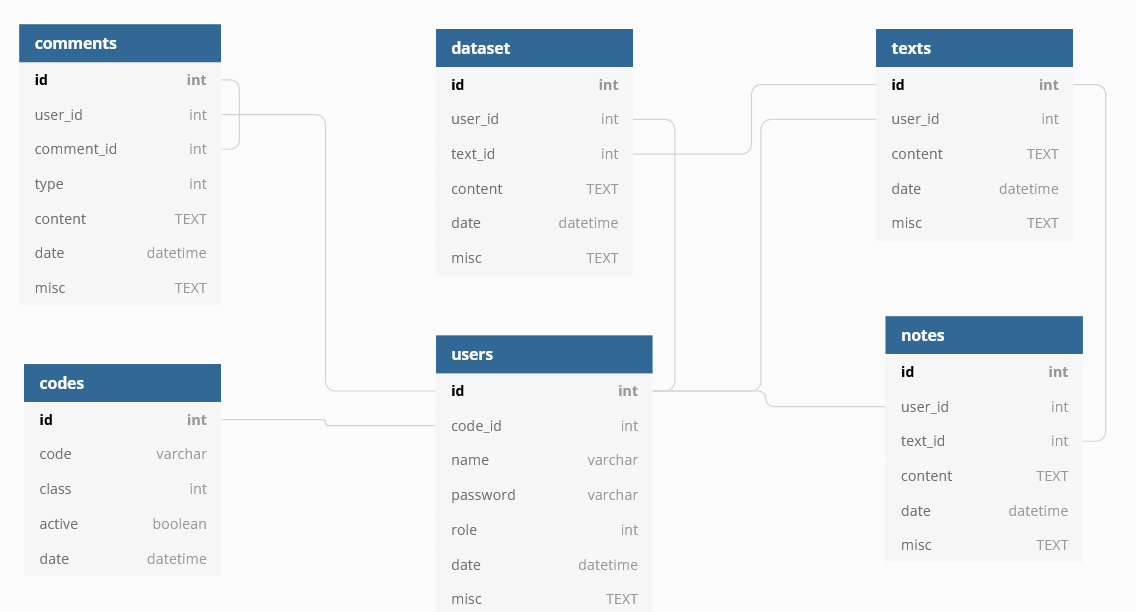 comments
id int
user_id int
comment_id int
type int
content TEXT
date datetime
misc TEXT
dataset
id int
user_id int
text_id int
content TEXT
date datetime
misc TEXT
texts
id int
user_id int
content TEXT
date datetime
misc TEXT
codes
id int
code varchar
class int
active boolean
date datetime
users
id int
code_id int
name varchar
password varchar
role int
date datetime
misc TEXT
notes
id int
user_id int
text_id int
content TEXT
date datetime
misc TEXT